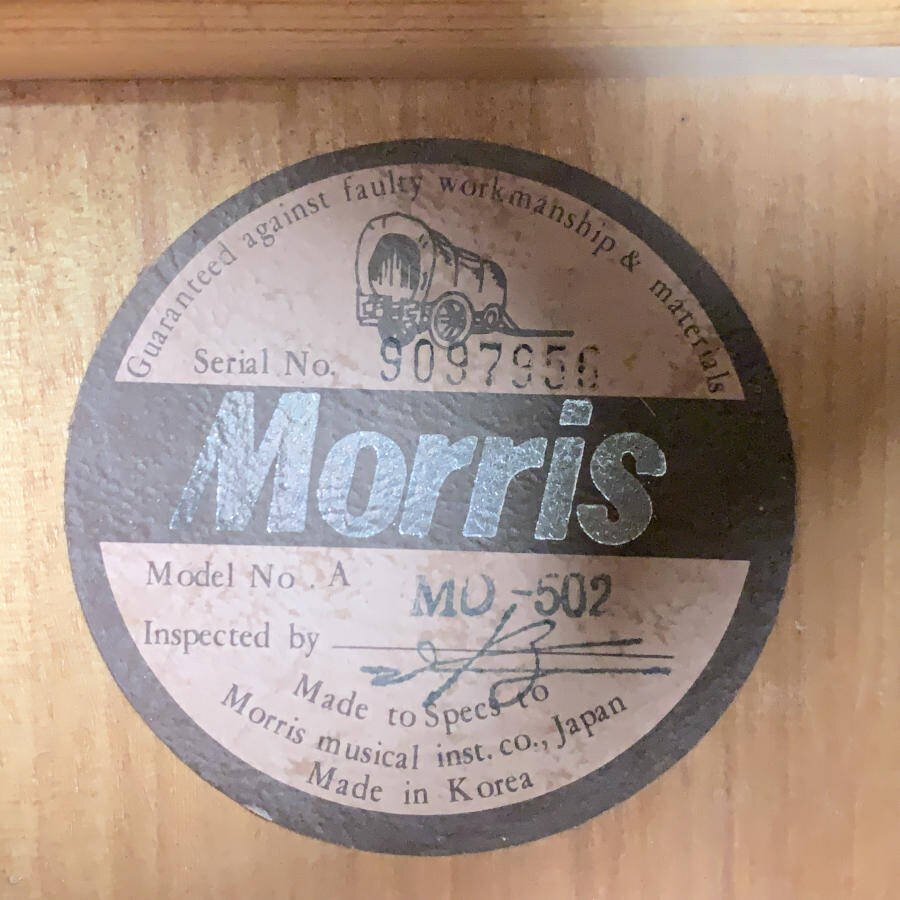 Guaranteed against faulty workmanship & materials
Serial No. 9097956
Morris
Model No. A MD-502
Inspected by
Made to Specs to
Morris musical inst. co., Japan
Made in Korea